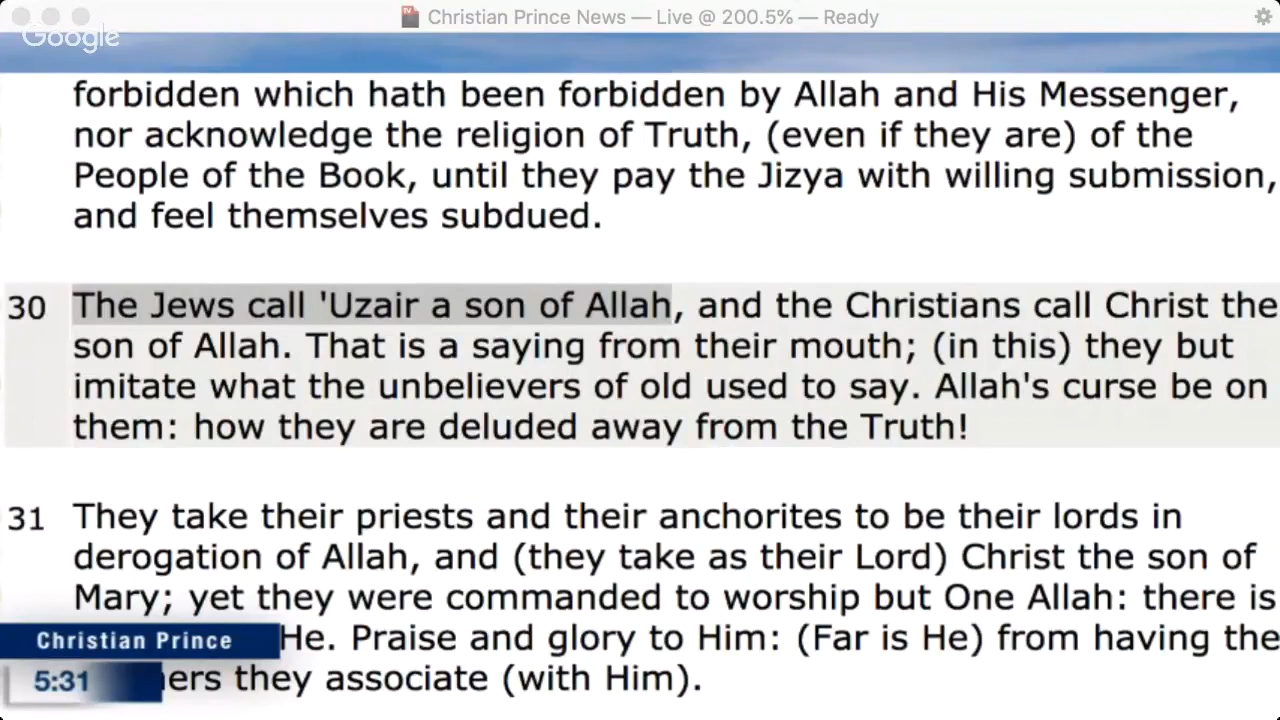 Christian Prince News — Live @ 200.5% — Ready
Google
forbidden which hath been forbidden by Allah and His Messenger,
nor acknowledge the religion of Truth, (even if they are) of the
People of the Book, until they pay the Jizya with willing submission,
and feel themselves subdued.
30 The Jews call 'Uzair a son of Allah, and the Christians call Christ the
son of Allah. That is a saying from their mouth; (in this) they but
imitate what the unbelievers of old used to say. Allah's curse be on
them: how they are deluded away from the Truth!
31 They take their priests and their anchorites to be their lords in
derogation of Allah, and (they take as their Lord) Christ the son of
Mary; yet they were commanded to worship but One Allah: there is
He. Praise and glory to Him: (Far is He) from having the
they associate (with Him).
Christian Prince
5:31